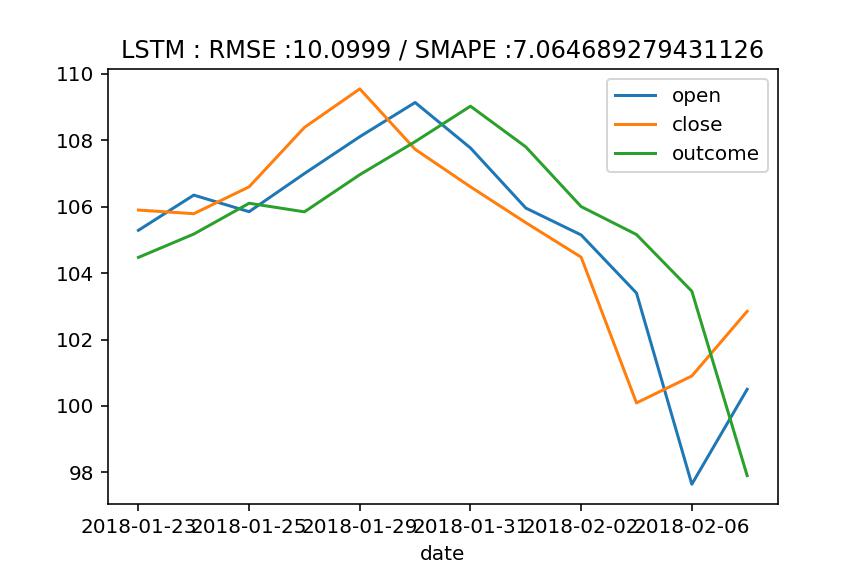 LSTM : RMSE :10.0999 / SMAPE :7.064689279431126
110
108
106
104
102
100
98
open
close
outcome
2018-01-23 2018-01-25 2018-01-29 2018-01-31 2018-02-02 2018-02-06
date